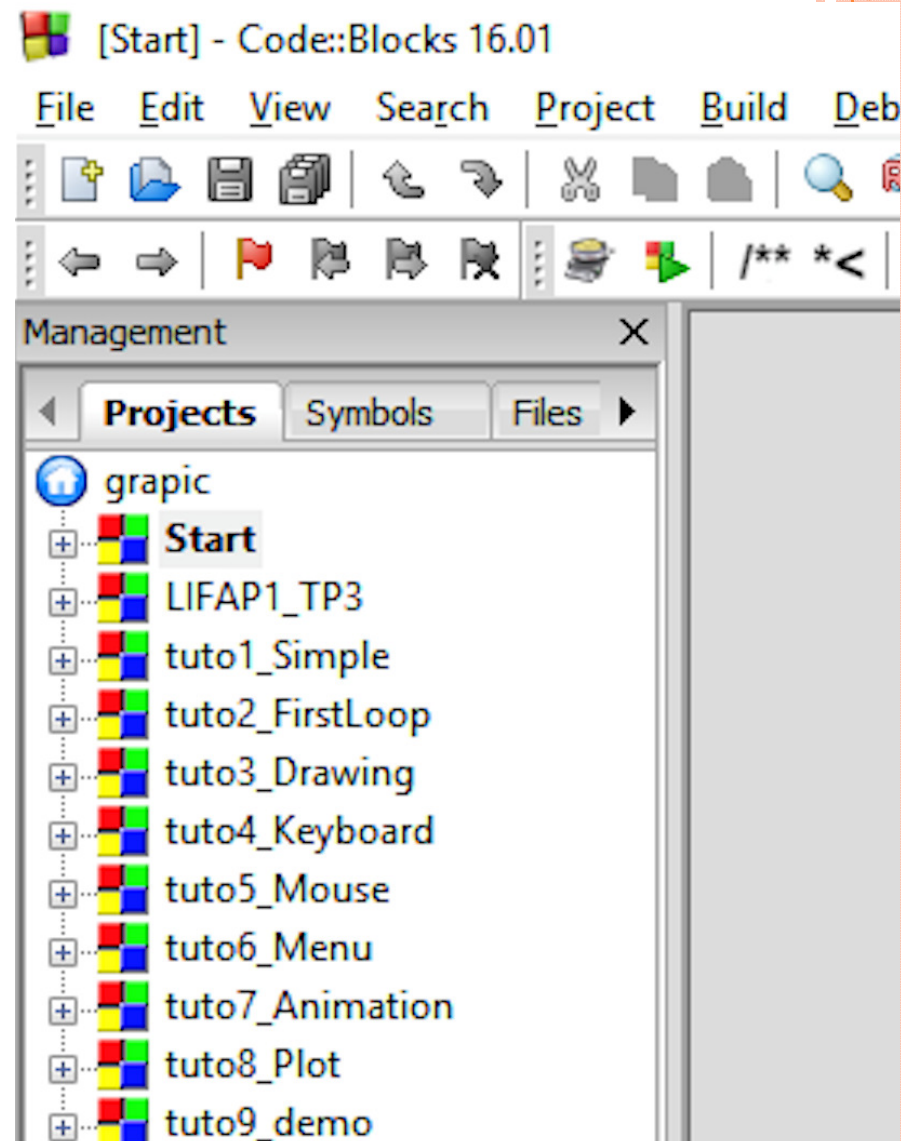 [Start] - Code::Blocks 16.01
File Edit View Search Project Build Deb
/** *<
Management
Projects Symbols Files
grapic
Start
LIFAP1_TP3
tuto1_Simple
tuto2_FirstLoop
tuto3_Drawing
tuto4_Keyboard
tuto5_Mouse
tuto6_Menu
tuto7_Animation
tuto8_Plot
tuto9_demo